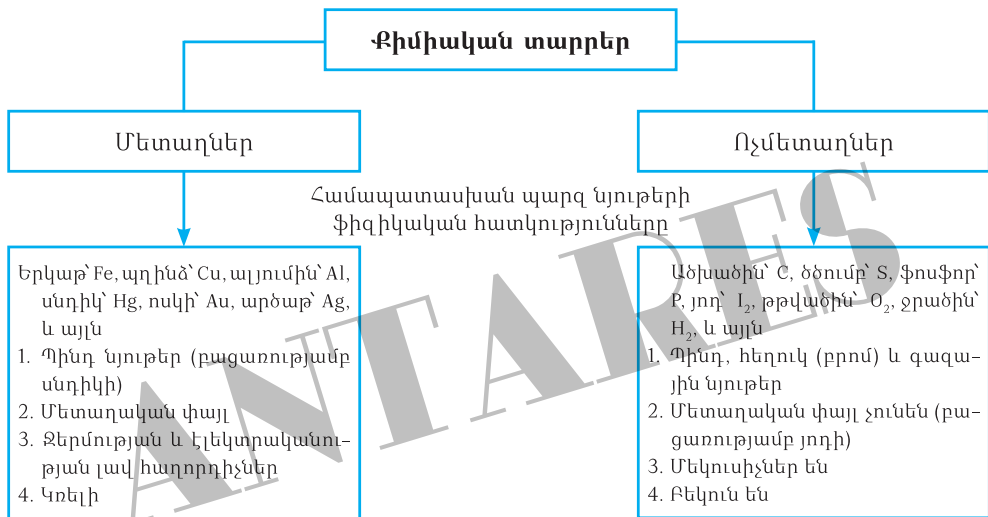 Քիմիական տարրեր
Մետաղներ
Ոչմետաղներ
Համապատասխան պարզ նյութերի
ֆիզիկական հատկությունները
Երկաթ՝ Fe, պղինձ՝ Cu, ալյումին՝ Al,
սնդիկ՝ Hg, ոսկի՝ Au, արծաթ՝ Ag,
և այլն
1. Պինդ նյութեր (բացառությամբ
սնդիկի)
2. Մետաղական փայլ
3. Ջերմության և էլեկտրականու-
թյան լավ հաղորդիչներ
4. Կռելի
Ածխածին՝ C, ծծումբ՝ S, ֆոսֆոր՝
P, յոդ՝ I₂, թթվածին՝ O₂, ջրածին՝
H₂, և այլն
1. Պինդ, հեղուկ (բրոմ) և գազա-
յին նյութեր
2. Մետաղական փայլ չունեն (բա-
ցառությամբ յոդի)
3. Մեկուսիչներ են
4. Բեկուն են
ANTARES